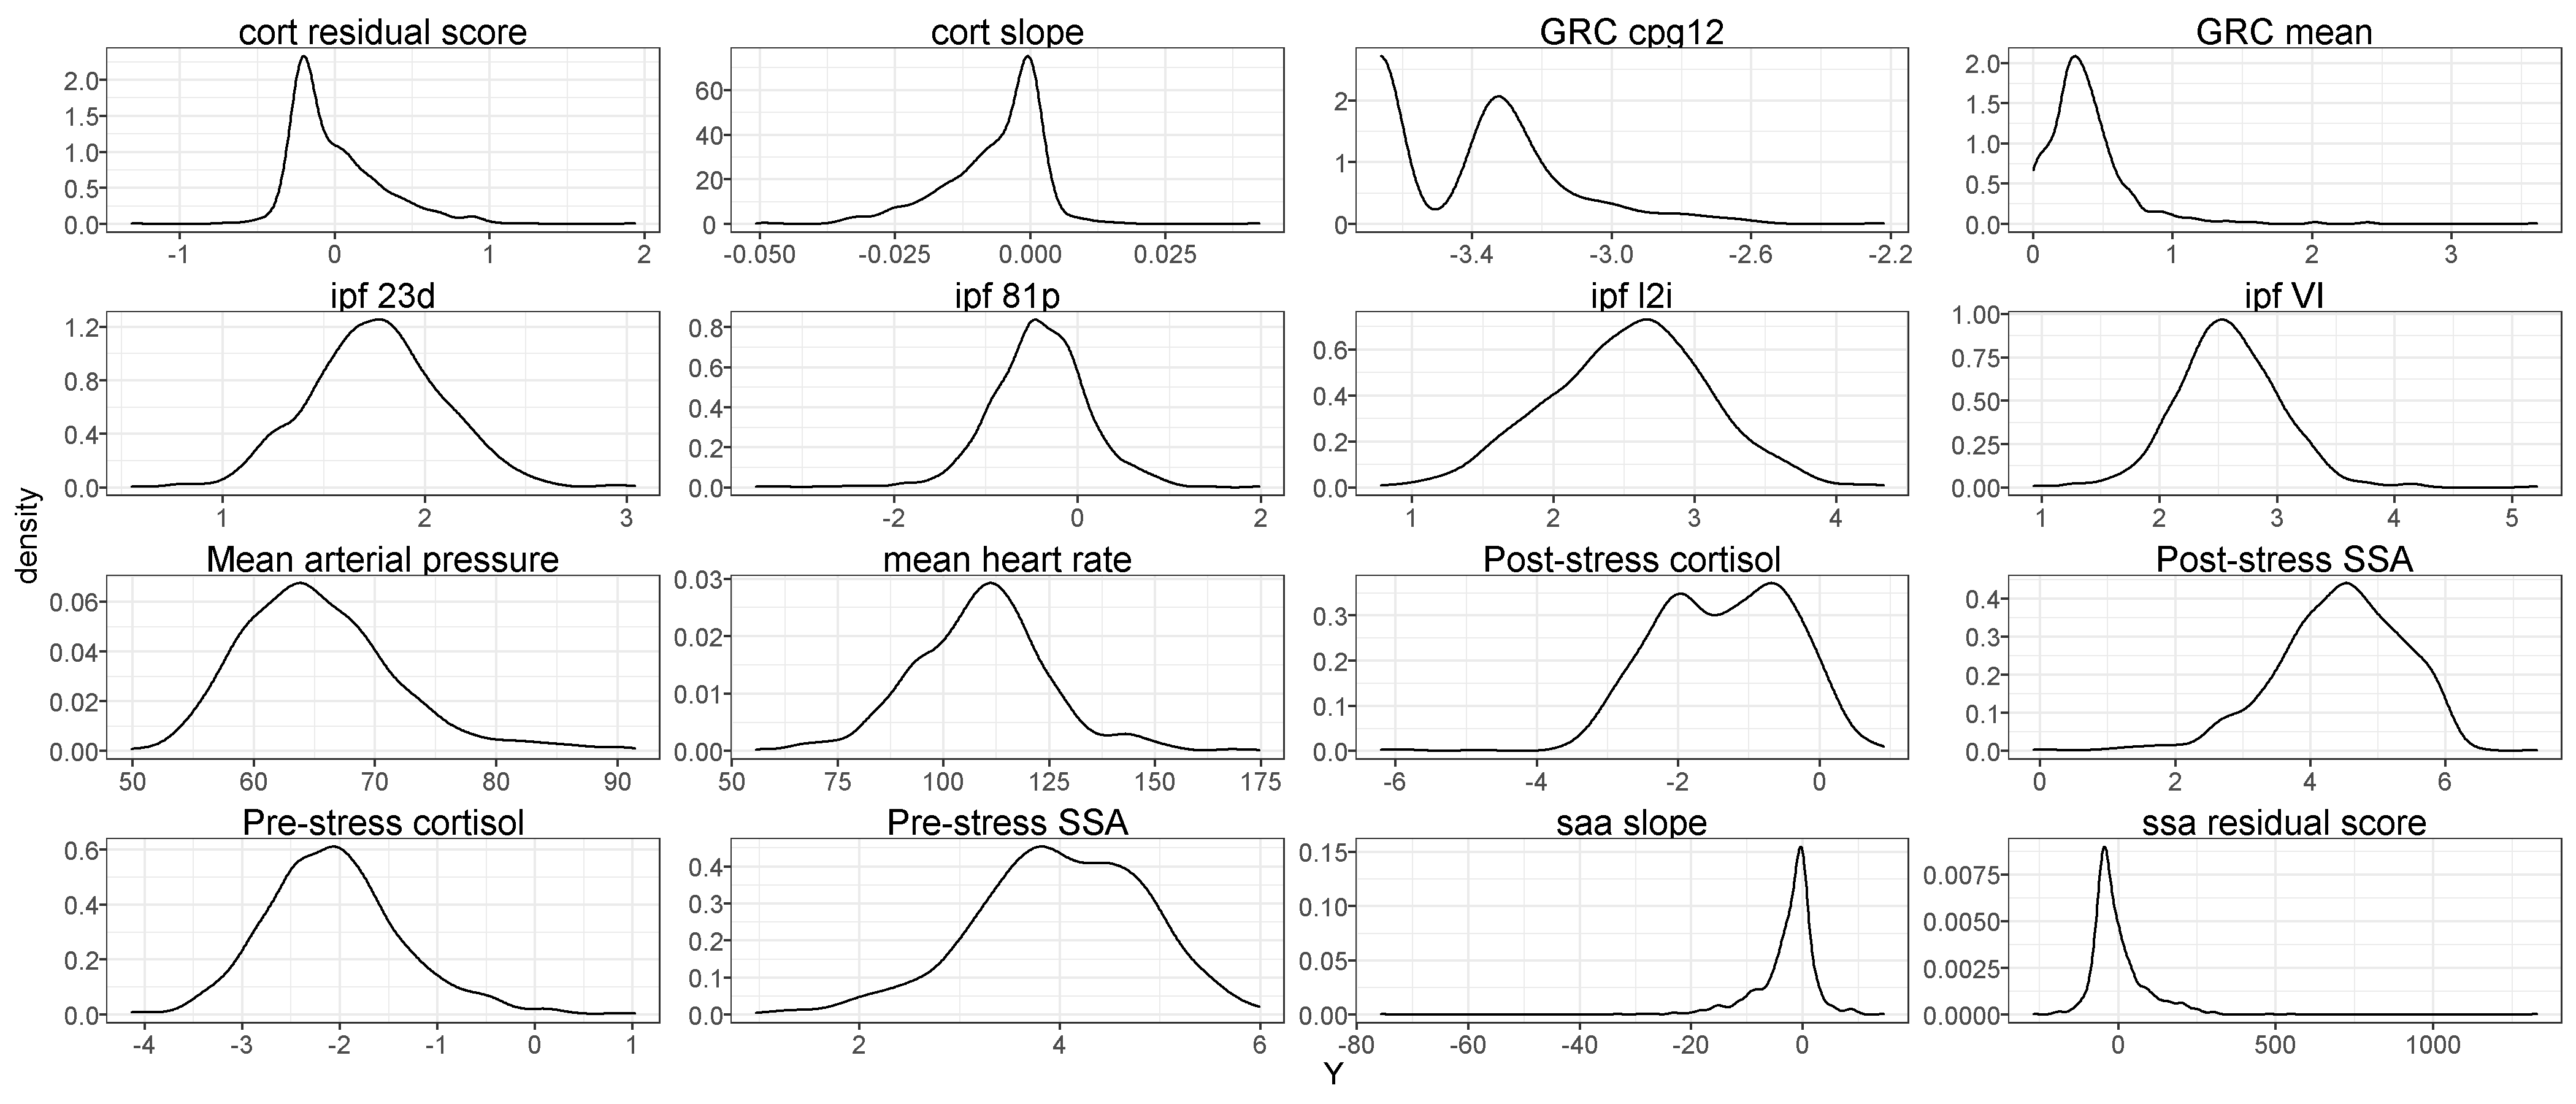 cort residual score
cort slope
GRC cpg12
GRC mean
2.0
1.5
1.0
0.5
0.0
-1 0 1 2
60
40
20
0
-0.050 -0.025 0.000 0.025
2
1
0
-3.4 -3.0 -2.6 -2.2
2.0
1.5
1.0
0.5
0.0
0 1 2 3
ipf 23d
ipf 81p
ipf l2i
ipf VI
1.2
0.8
0.4
0.0
1 2 3
0.8
0.6
0.4
0.2
0.0
-2 0 2
0.6
0.4
0.2
0.0
1 2 3 4
1.00
0.75
0.50
0.25
0.00
1 2 3 4 5
density
Mean arterial pressure
mean heart rate
Post-stress cortisol
Post-stress SSA
0.06
0.04
0.02
0.00
50 60 70 80 90
0.03
0.02
0.01
0.00
50 75 100 125 150 175
0.3
0.2
0.1
0.0
-6 -4 -2 0
0.4
0.3
0.2
0.1
0.0
0 2 4 6
Pre-stress cortisol
Pre-stress SSA
saa slope
ssa residual score
0.6
0.4
0.2
0.0
-4 -3 -2 -1 0 1
0.4
0.3
0.2
0.1
0.0
2 4 6
0.15
0.10
0.05
0.00
-80 -60 -40 -20 0
0.0075
0.0050
0.0025
0.0000
0 500 1000
Y